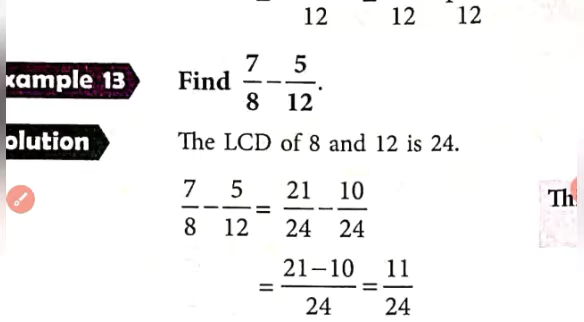 12 12 12
xample 13 Find 7/8 − 5/12.
olution The LCD of 8 and 12 is 24.
7/8 − 5/12 = 21/24 − 10/24
Th
= 21−10/24 = 11/24